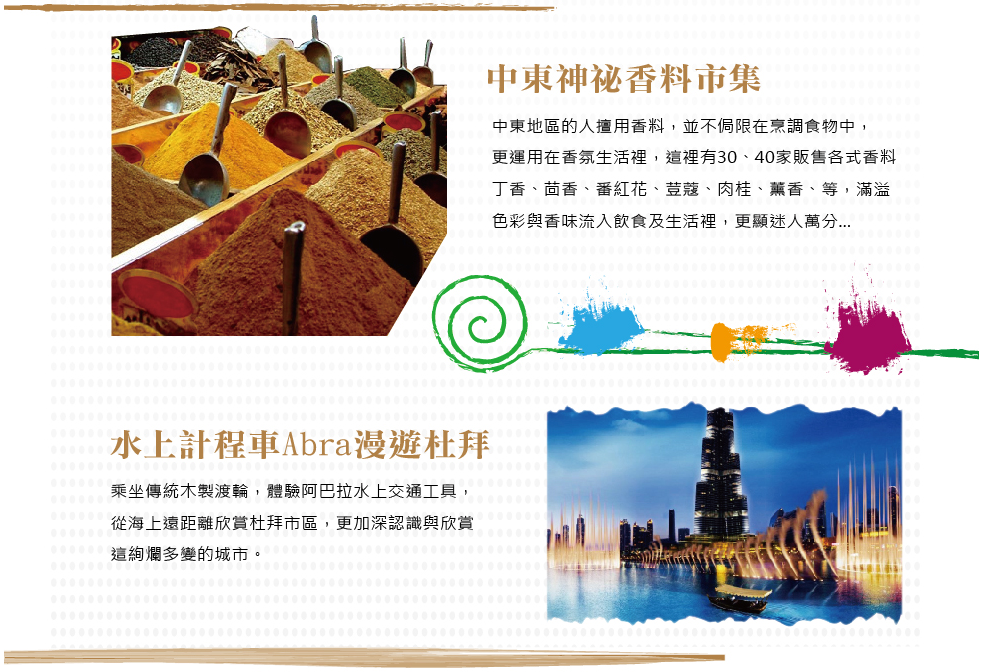 中東神祕香料市集
中東地區的人擅用香料，並不侷限在烹調食物中，
更運用在香氛生活裡，這裡有30、40家販售各式香料
丁香、茴香、番紅花、荳蔻、肉桂、薰香、等，滿溢
色彩與香味流入飲食及生活裡，更顯迷人萬分...
水上計程車Abra漫遊杜拜
乘坐傳統木製渡輪，體驗阿巴拉水上交通工具，
從海上遠距離欣賞杜拜市區，更加深認識與欣賞
這絢爛多變的城市。